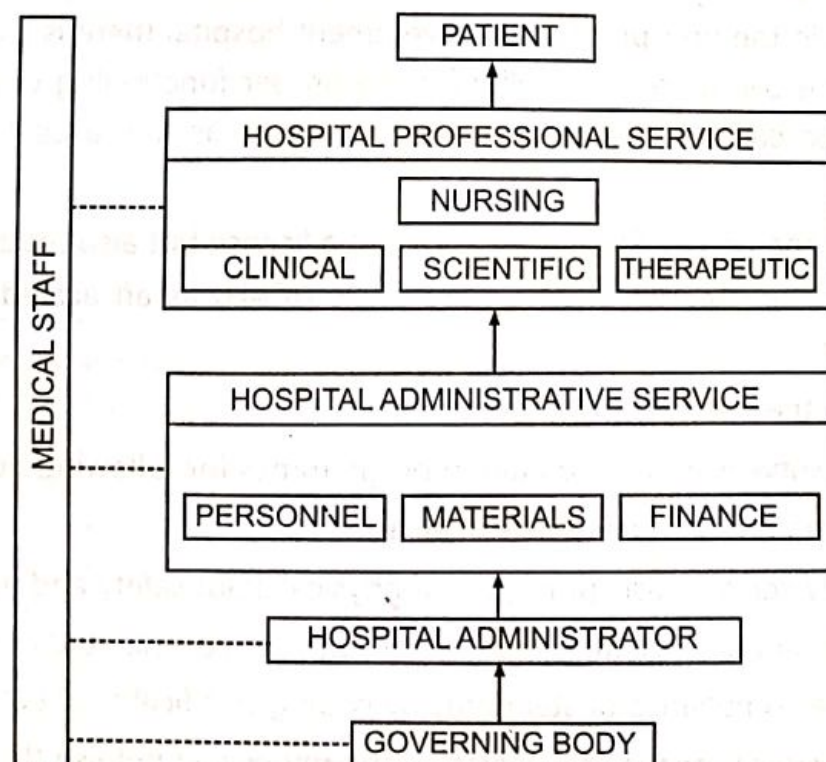 PATIENT
HOSPITAL PROFESSIONAL SERVICE
NURSING
CLINICAL
SCIENTIFIC
THERAPEUTIC
MEDICAL STAFF
HOSPITAL ADMINISTRATIVE SERVICE
PERSONNEL
MATERIALS
FINANCE
HOSPITAL ADMINISTRATOR
GOVERNING BODY